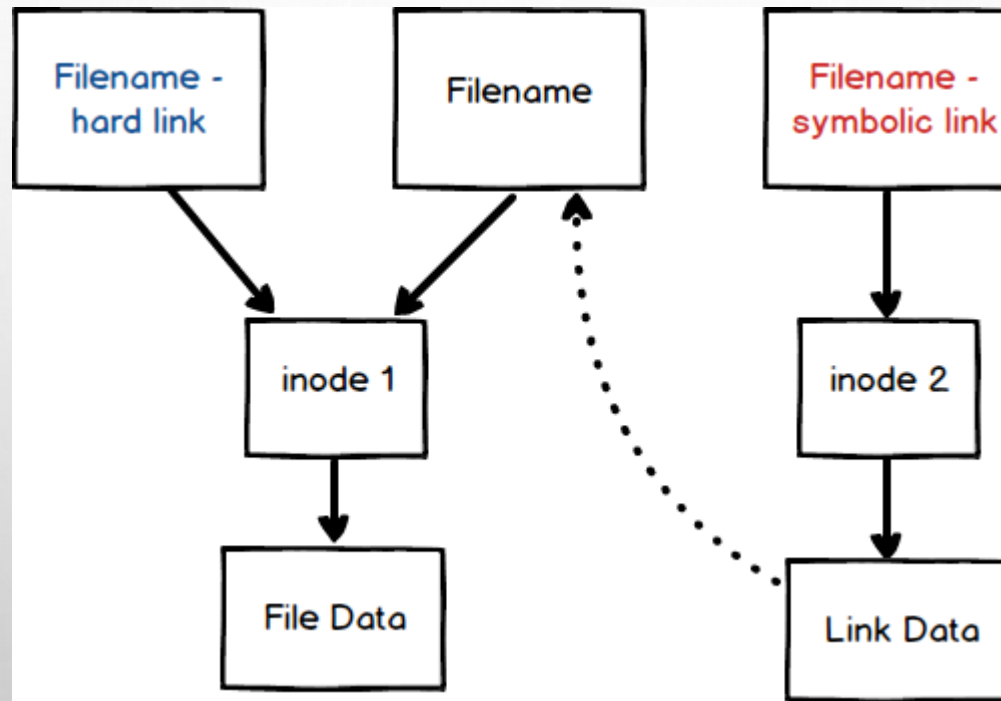 Filename -
hard link
Filename
Filename -
symbolic link
inode 1
inode 2
File Data
Link Data